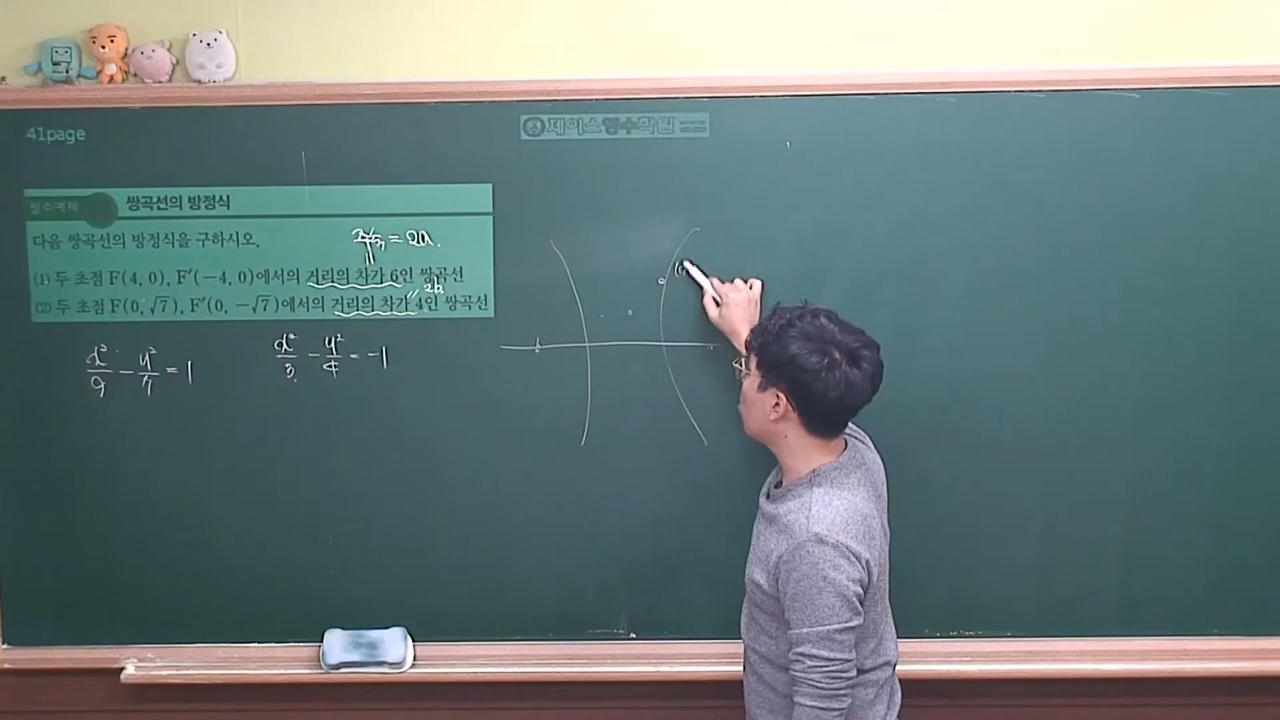 41page
제이스영수학원
필수예제
쌍곡선의 방정식
다음 쌍곡선의 방정식을 구하시오.
주축 = 2a.
(1) 두 초점 F(4, 0), F′(−4, 0)에서의 거리의 차가 6인 쌍곡선
2b
(2) 두 초점 F(0, √7), F′(0, −√7)에서의 거리의 차가 4인 쌍곡선
x²/9 − y²/7 = 1
x²/3 − y²/4 = −1